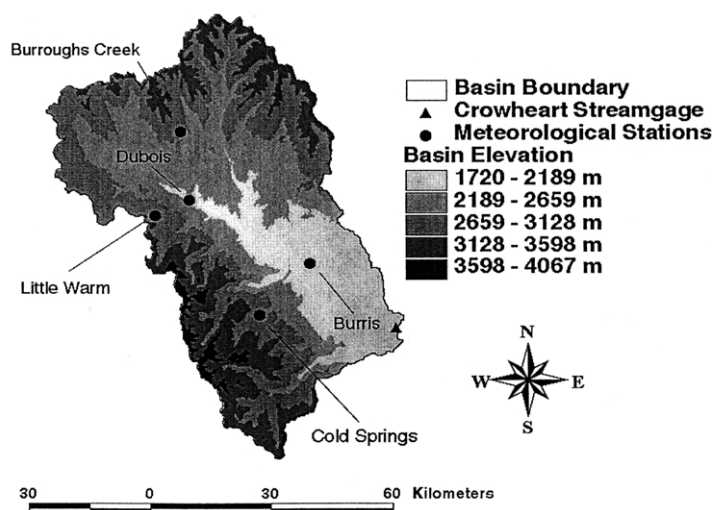 Burroughs Creek
Dubois
Little Warm
Burris
Cold Springs
Basin Boundary
Crowheart Streamgage
Meteorological Stations
Basin Elevation
1720 - 2189 m
2189 - 2659 m
2659 - 3128 m
3128 - 3598 m
3598 - 4067 m
N
W E
S
30 0 30 60 Kilometers